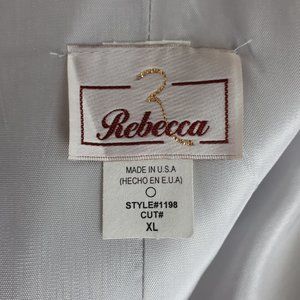 Rebecca
MADE IN U.S.A
(HECHO EN E.U.A)
STYLE#1198
CUT#
XL